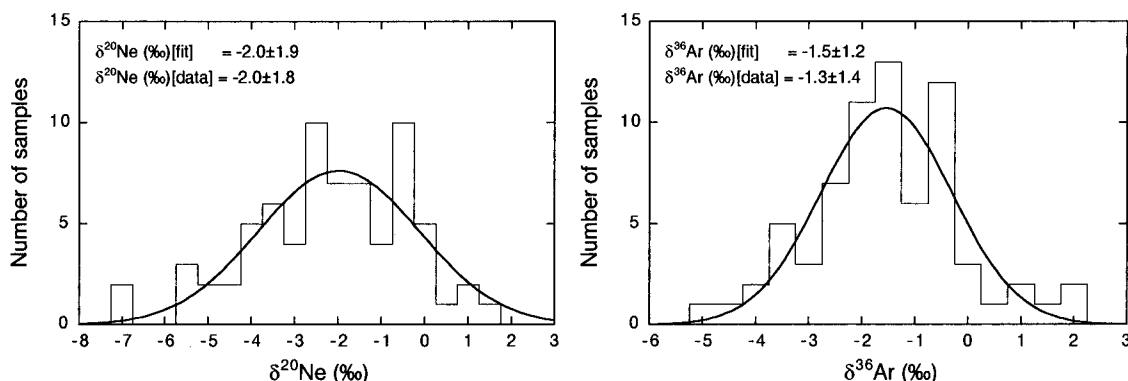 15
10
5
0
Number of samples
δ²⁰Ne (‰)[fit] = -2.0±1.9
δ²⁰Ne (‰)[data] = -2.0±1.8
-8 -7 -6 -5 -4 -3 -2 -1 0 1 2 3
δ²⁰Ne (‰)
15
10
5
0
Number of samples
δ³⁶Ar (‰)[fit] = -1.5±1.2
δ³⁶Ar (‰)[data] = -1.3±1.4
-6 -5 -4 -3 -2 -1 0 1 2 3
δ³⁶Ar (‰)